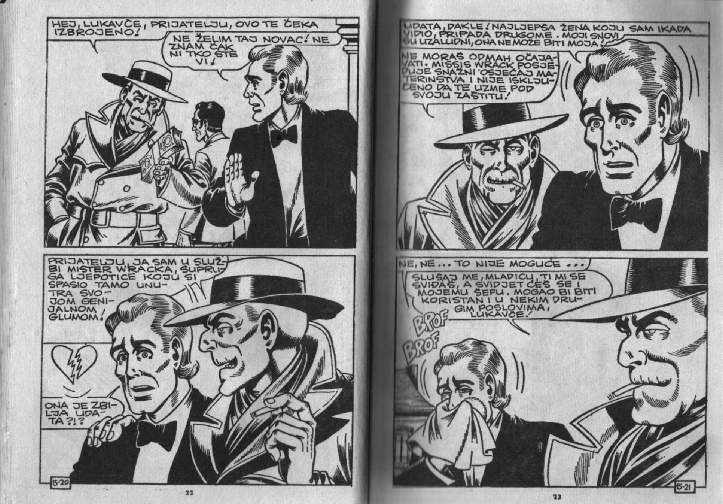 HEJ, LUKAVČE, PRIJATELJU, OVO TE ČEKA
IZBROJENO!
NE ŽELIM TAJ NOVAC! NE
ZNAM ČAK
NI TKO STE
VI!
PRIJATELJU, JA SAM U SLUŽ-
BI MISTER WRACKA, SUPRU-
GA LJEPOTICE KOJU SI
SPASIO TAMO UNU-
TRA SVO-
JOM GENI-
JALNOM
GLUMOM!
ONA JE ZBI-
LJA UDA-
TA?!?
15-20
22
UDATA, DAKLE! NAJLJEPŠA ŽENA KOJU SAM IKADA
VIDIO, PRIPADA DRUGOME. MOJI SNOVI
SU UZALUDNI, ONA NE MOŽE BITI MOJA!
NE MORAŠ ODMAH OČAJA-
VATI. MISSIS WRACK POSJE-
DUJE SNAŽNI OSJEĆAJ MA-
TERINSTVA I NIJE ISKLJU-
ČENO DA TE UZME POD
SVOJU ZAŠTITU!
NE, NE... TO NIJE MOGUĆE...
SLUŠAJ ME, MLADIĆU, TI MI SE
SVIĐAŠ, A SVIDJET ĆEŠ SE I
MOJEMU ŠEFU. MOGAO BI BITI
KORISTAN I U NEKIM DRU-
GIM POSLOVIMA,
LUKAVČE!
BROF
BROF
15-21
23